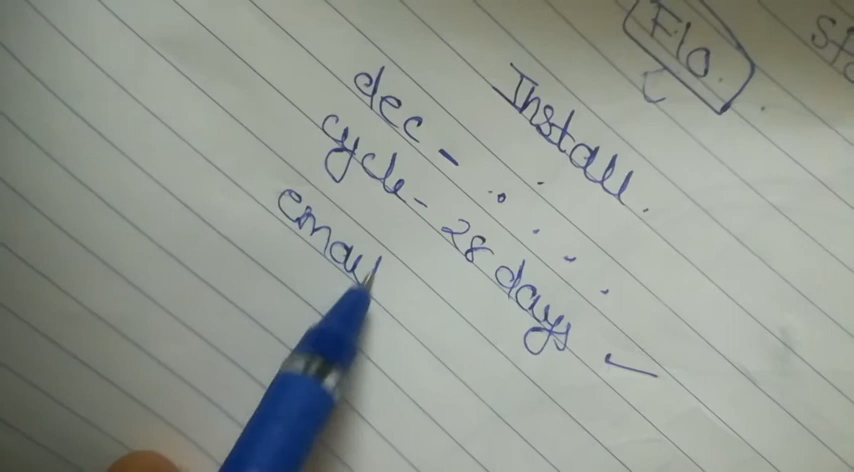 Flo.
Install.
dec -
cycle - 28 days
email